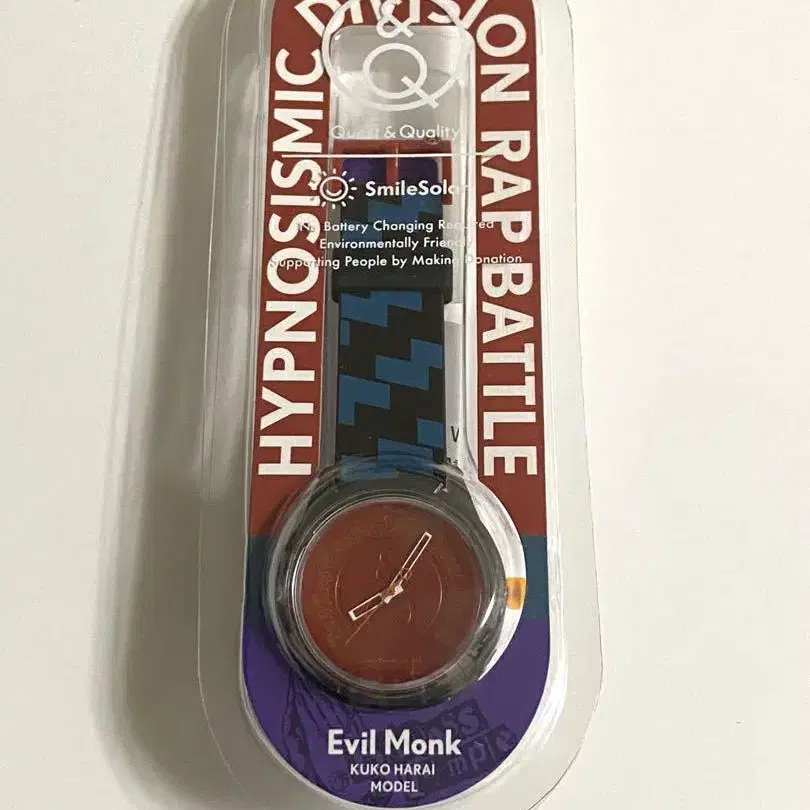 HYPNOSISMIC DIVISION RAP BATTLE
Q&Q
Quest & Quality
SmileSolar
No Battery Changing Required
Environmentally Friendly
Supporting People by Making Donation
Evil Monk
KUKO HARAI
MODEL